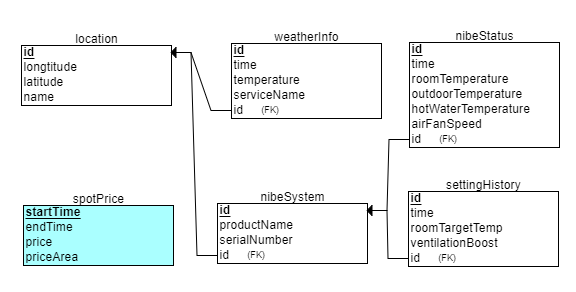 location
id
longtitude
latitude
name
weatherInfo
id
time
temperature
serviceName
id (FK)
nibeStatus
id
time
roomTemperature
outdoorTemperature
hotWaterTemperature
airFanSpeed
id (FK)
spotPrice
startTime
endTime
price
priceArea
nibeSystem
id
productName
serialNumber
id (FK)
settingHistory
id
time
roomTargetTemp
ventilationBoost
id (FK)